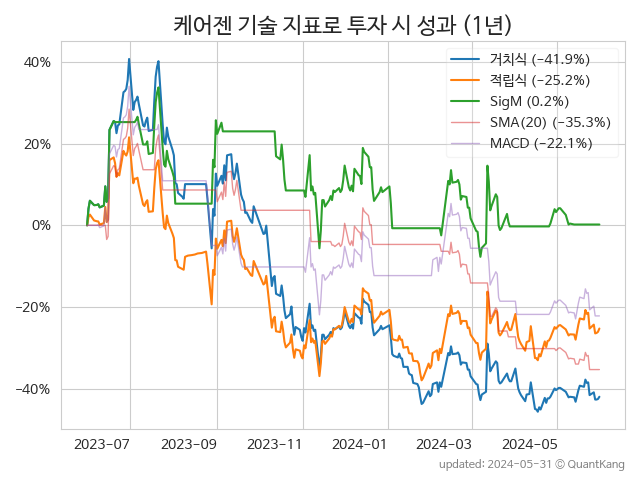 케어젠 기술 지표로 투자 시 성과 (1년)
거치식 (−41.9%)
적립식 (−25.2%)
SigM (0.2%)
SMA(20) (−35.3%)
MACD (−22.1%)
40%
20%
0%
−20%
−40%
2023−07
2023−09
2023−11
2024−01
2024−03
2024−05
updated: 2024−05−31 ⓒ QuantKang